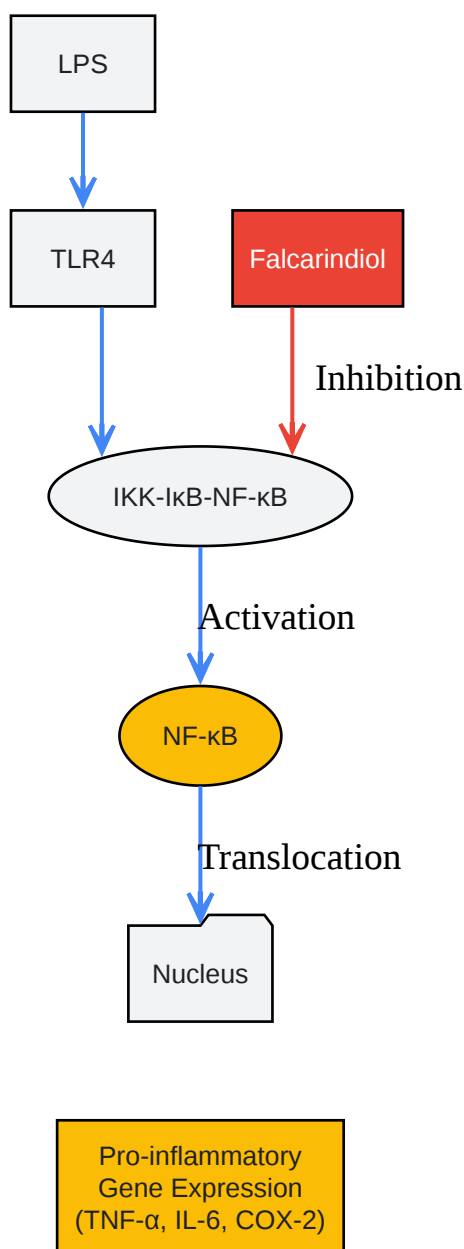 LPS
TLR4
Falcarindiol
Inhibition
IKK-IκB-NF-κB
Activation
NF-κB
Translocation
Nucleus
Pro-inflammatory
Gene Expression
(TNF-α, IL-6, COX-2)